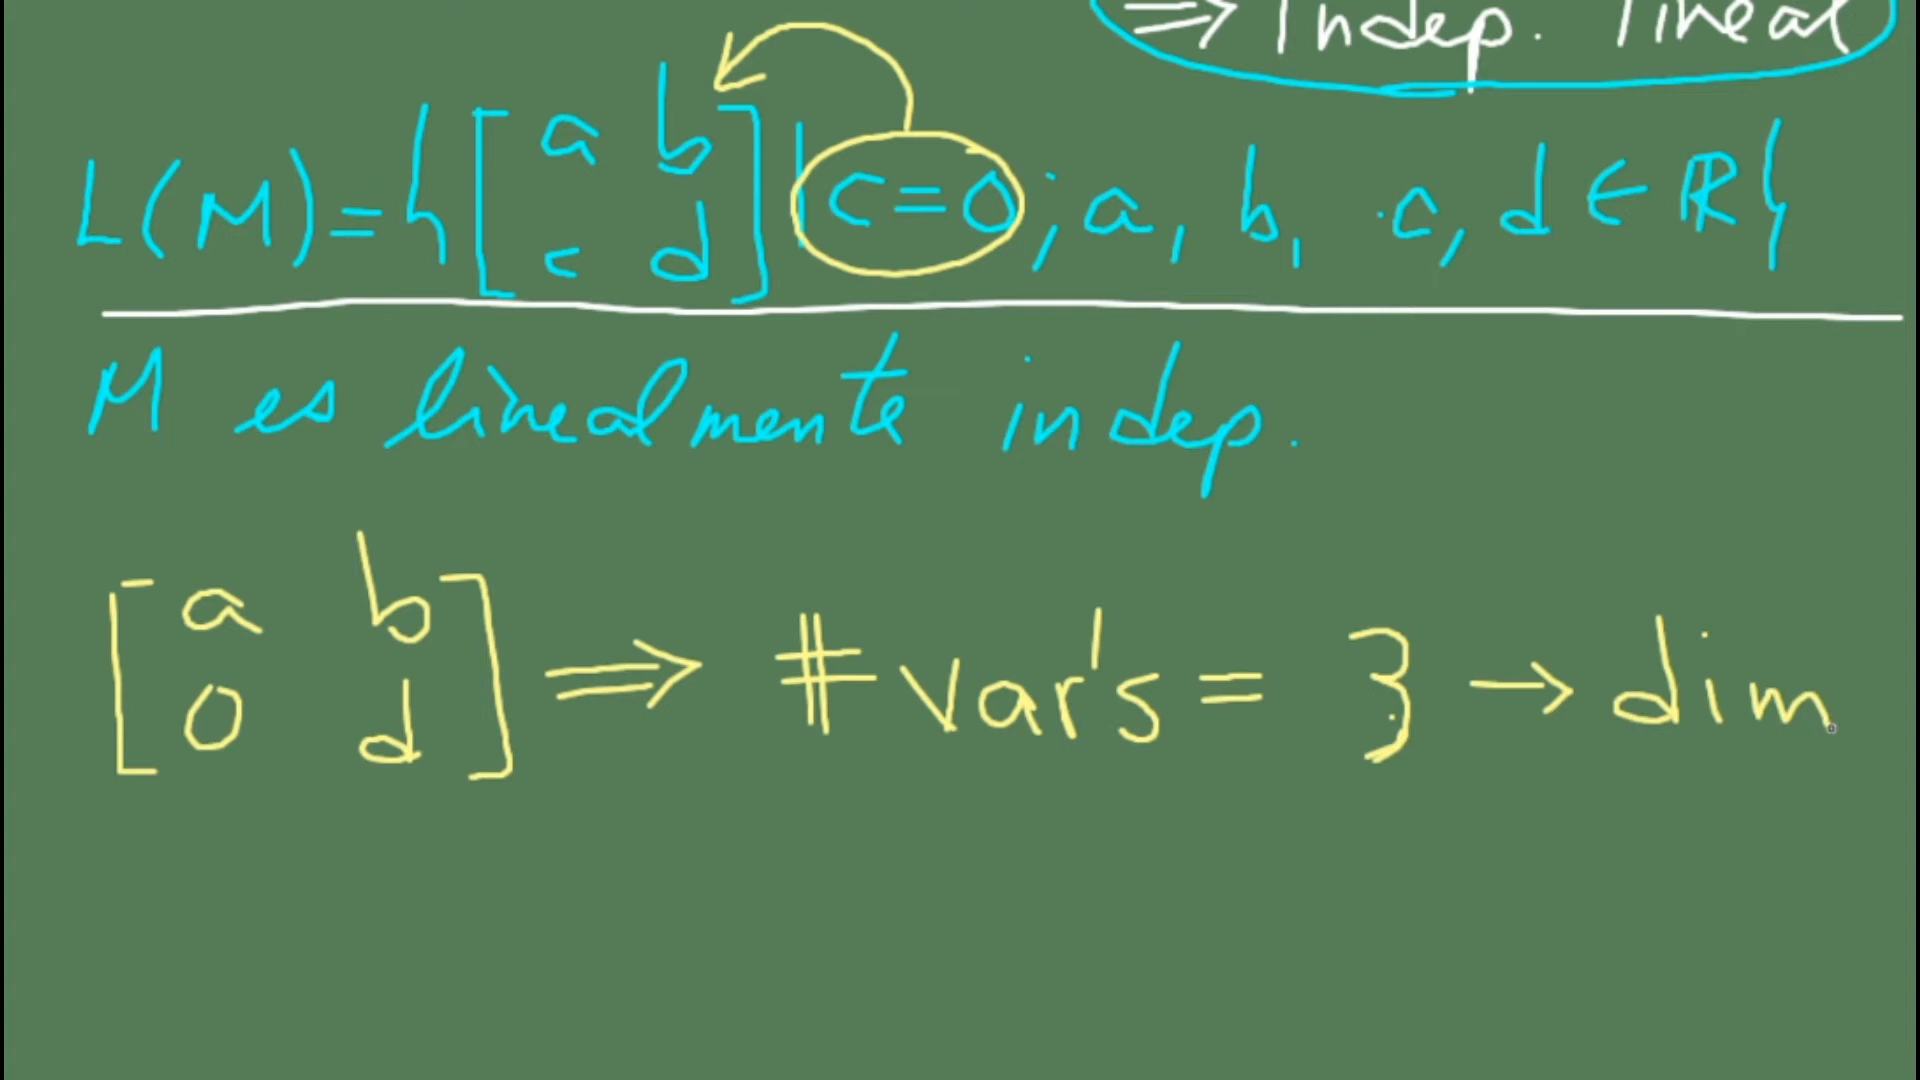 ⇒ Indep. lineal
L(M)={[a b c d] | c=0; a, b, c, d ∈ ℝ}
M es linealmente indep.
[a b 0 d] ⇒ # var's = 3 → dim